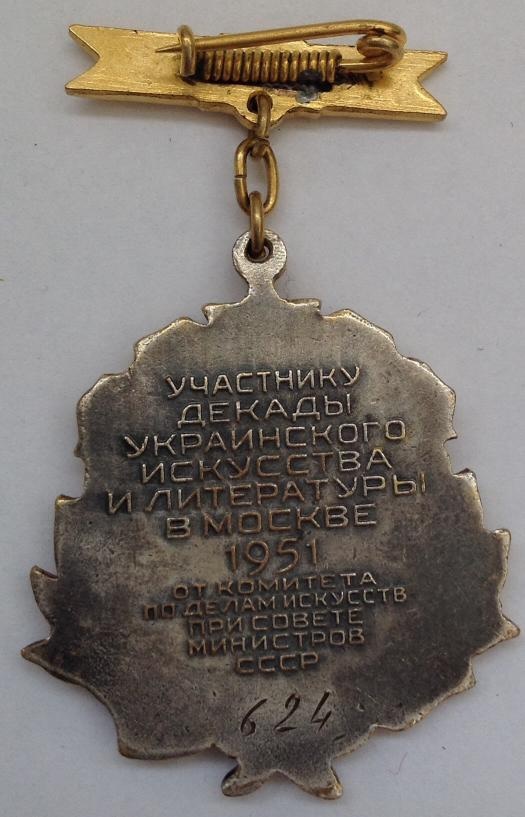 УЧАСТНИКУ
ДЕКАДЫ
УКРАИНСКОГО
ИСКУССТВА
И ЛИТЕРАТУРЫ
В МОСКВЕ
1951
ОТ КОМИТЕТА
ПО ДЕЛАМ ИСКУССТВ
ПРИ СОВЕТЕ
МИНИСТРОВ
СССР
624